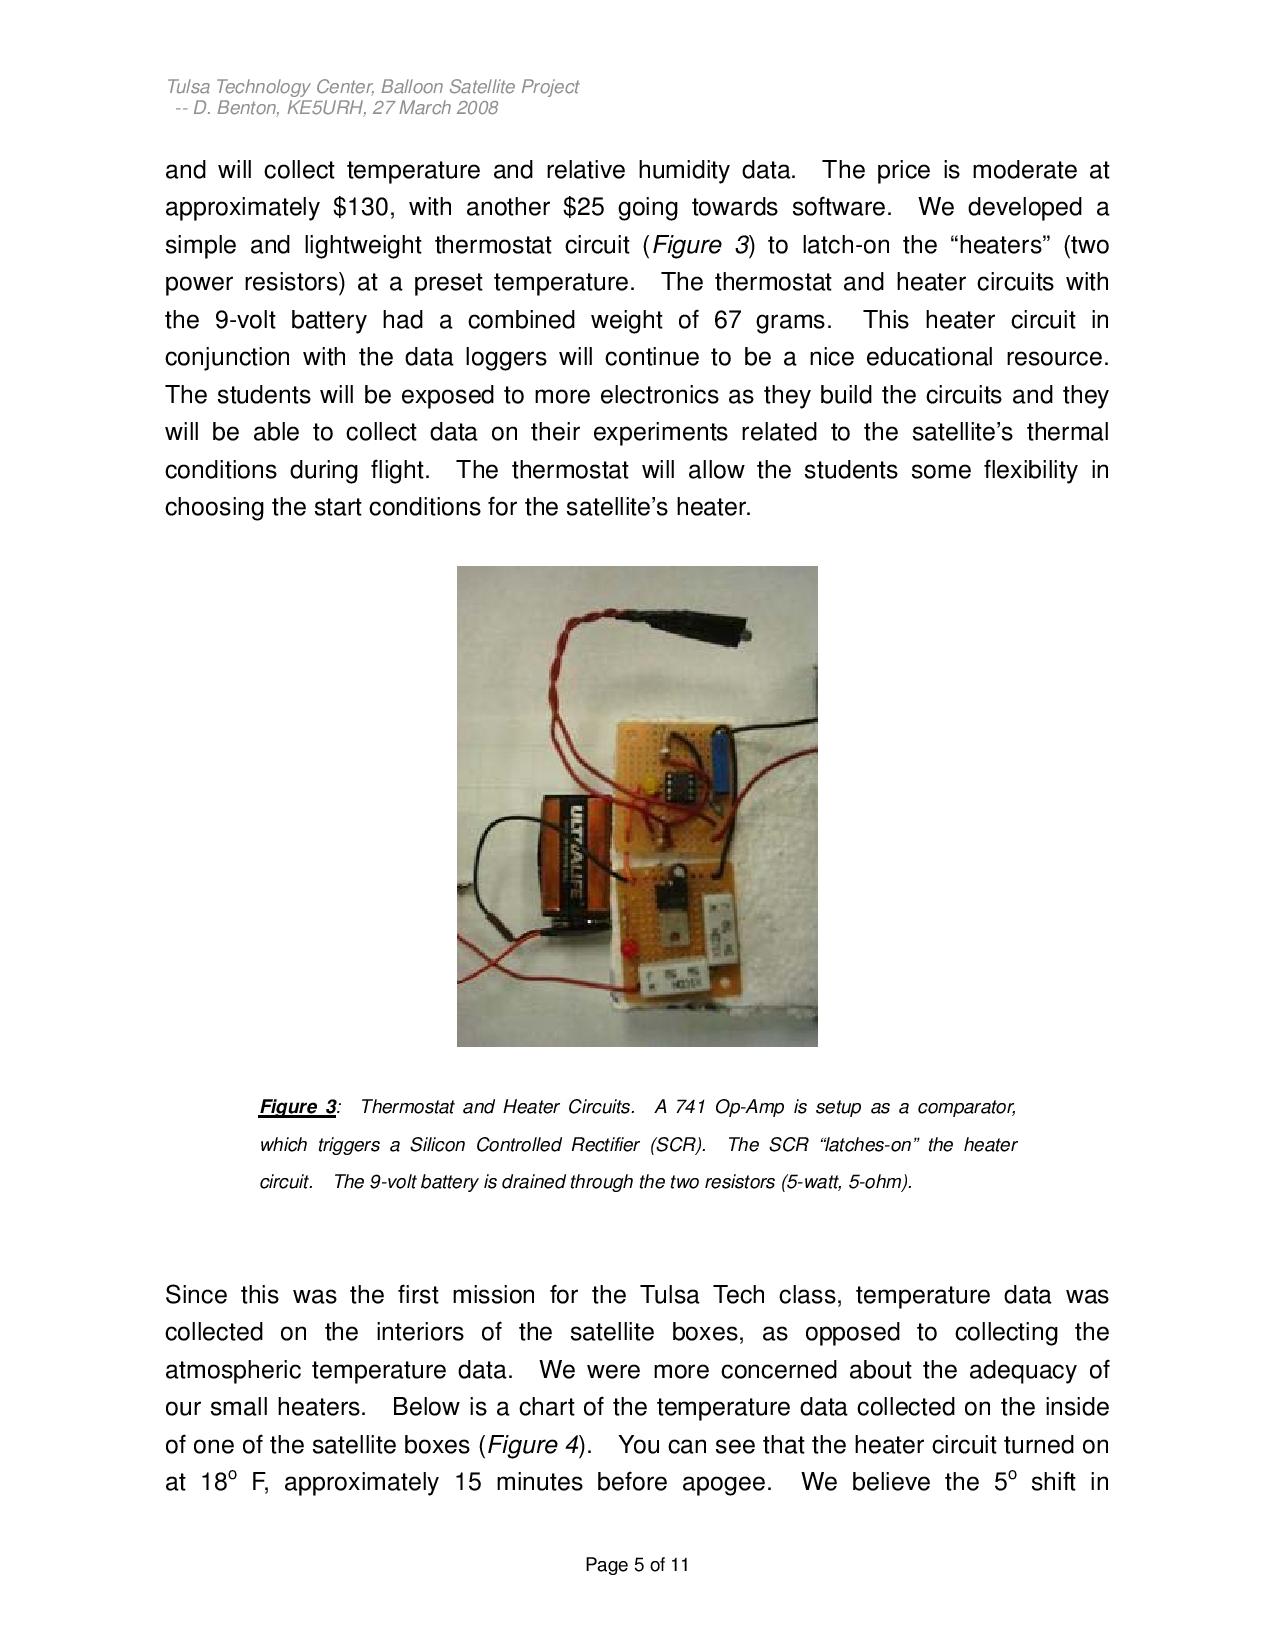 Tulsa Technology Center, Balloon Satellite Project
-- D. Benton, KE5URH, 27 March 2008
and will collect temperature and relative humidity data. The price is moderate at
approximately $130, with another $25 going towards software. We developed a
simple and lightweight thermostat circuit (Figure 3) to latch-on the “heaters” (two
power resistors) at a preset temperature. The thermostat and heater circuits with
the 9-volt battery had a combined weight of 67 grams. This heater circuit in
conjunction with the data loggers will continue to be a nice educational resource.
The students will be exposed to more electronics as they build the circuits and they
will be able to collect data on their experiments related to the satellite’s thermal
conditions during flight. The thermostat will allow the students some flexibility in
choosing the start conditions for the satellite’s heater.
ULTRALIFE
Figure 3: Thermostat and Heater Circuits. A 741 Op-Amp is setup as a comparator,
which triggers a Silicon Controlled Rectifier (SCR). The SCR “latches-on” the heater
circuit. The 9-volt battery is drained through the two resistors (5-watt, 5-ohm).
Since this was the first mission for the Tulsa Tech class, temperature data was
collected on the interiors of the satellite boxes, as opposed to collecting the
atmospheric temperature data. We were more concerned about the adequacy of
our small heaters. Below is a chart of the temperature data collected on the inside
of one of the satellite boxes (Figure 4). You can see that the heater circuit turned on
at 18º F, approximately 15 minutes before apogee. We believe the 5º shift in
Page 5 of 11